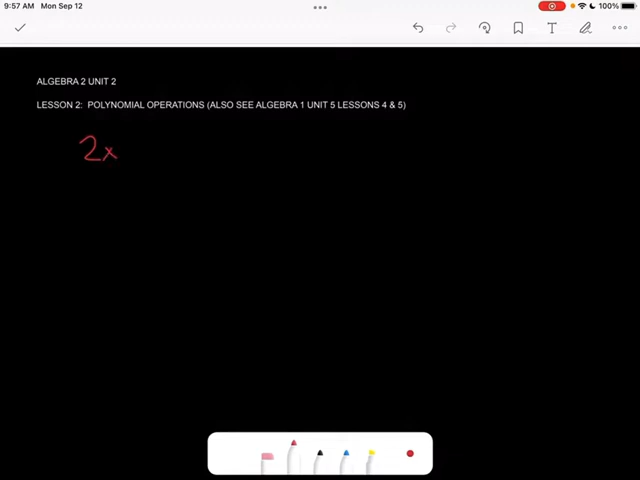 9:57 AM Mon Sep 12 100%
ALGEBRA 2 UNIT 2
LESSON 2: POLYNOMIAL OPERATIONS (ALSO SEE ALGEBRA 1 UNIT 5 LESSONS 4 & 5)
2x
T